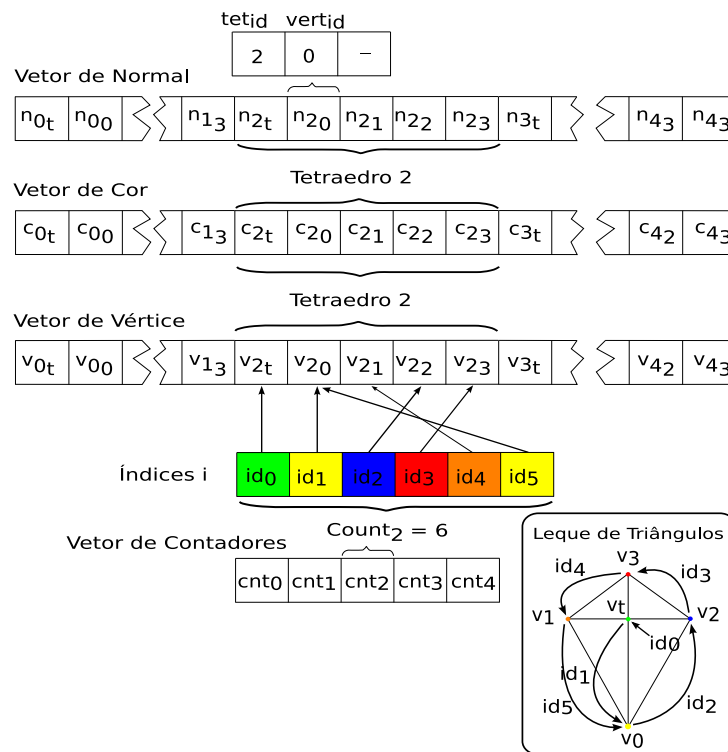 tetid vertid
2 0 –
Vetor de Normal
n0t n00 n13 n2t n20 n21 n22 n23 n3t n43 n43
Tetraedro 2
Vetor de Cor
c0t c00 c13 c2t c20 c21 c22 c23 c3t c42 c43
Tetraedro 2
Vetor de Vértice
v0t v00 v13 v2t v20 v21 v22 v23 v3t v42 v43
Índices i
id0 id1 id2 id3 id4 id5
Count2 = 6
Vetor de Contadores
cnt0 cnt1 cnt2 cnt3 cnt4
Leque de Triângulos
v3
id4 id3
v1 vt v2
id0
id1
id5 id2
v0